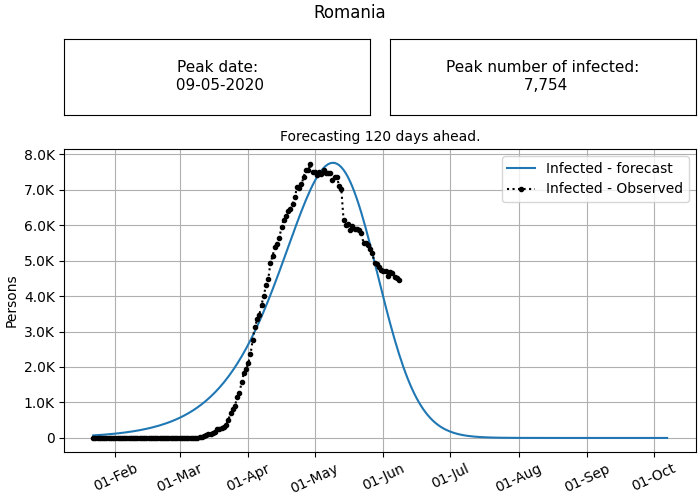 Romania
Peak date:
09-05-2020
Peak number of infected:
7,754
Forecasting 120 days ahead.
Infected - forecast
Infected - Observed
8.0K
7.0K
6.0K
5.0K
4.0K
3.0K
2.0K
1.0K
0
Persons
01-Feb
01-Mar
01-Apr
01-May
01-Jun
01-Jul
01-Aug
01-Sep
01-Oct